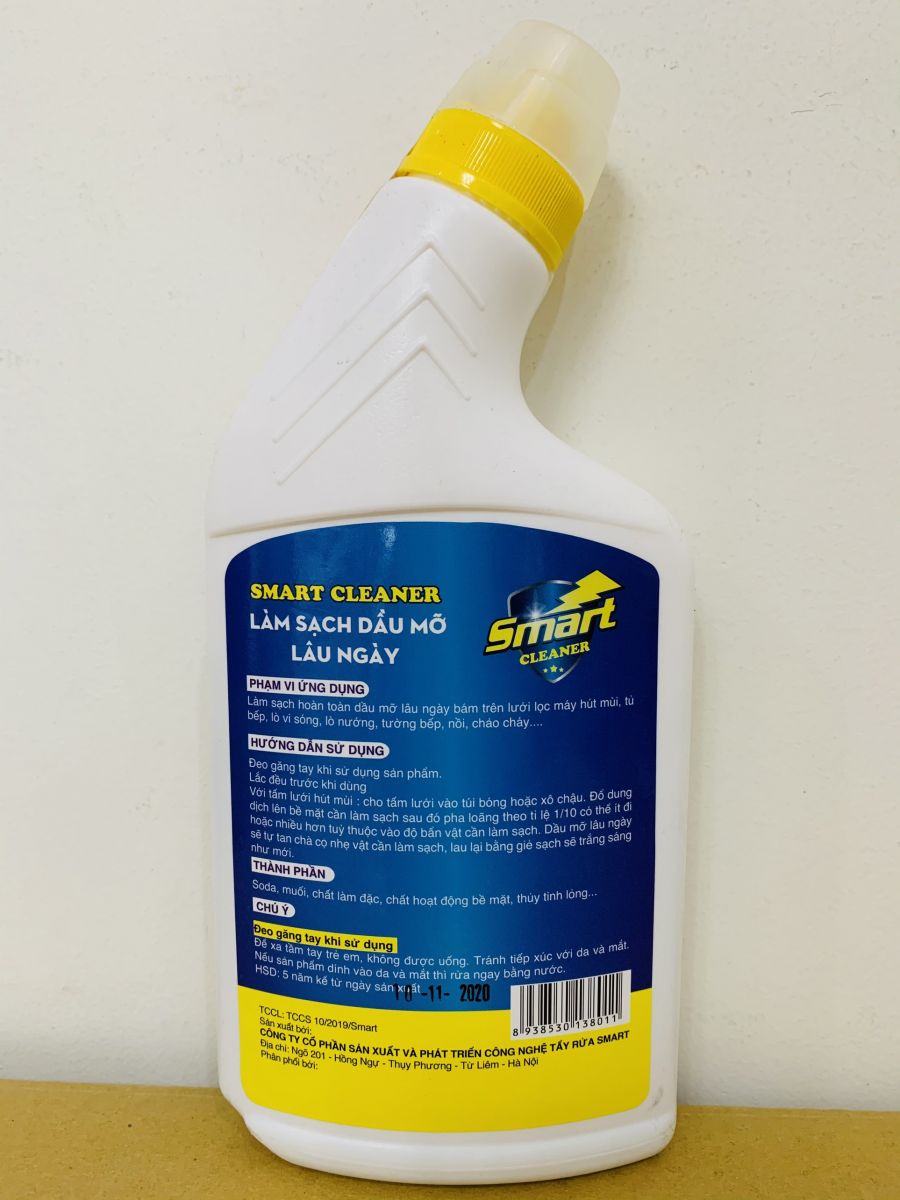 SMART CLEANER
LÀM SẠCH DẦU MỠ
LÂU NGÀY
Smart
CLEANER
PHẠM VI ỨNG DỤNG
Làm sạch hoàn toàn dầu mỡ lâu ngày bám trên lưới lọc máy hút mùi, tủ
bếp, lò vi sóng, lò nướng, tường bếp, nồi, chảo cháy....
HƯỚNG DẪN SỬ DỤNG
Đeo găng tay khi sử dụng sản phẩm.
Lắc đều trước khi dùng
Với tấm lưới hút mùi : cho tấm lưới vào túi bóng hoặc xô chậu. Đổ dung
dịch lên bề mặt cần làm sạch sau đó pha loãng theo tỉ lệ 1/10 có thể ít đi
hoặc nhiều hơn tuỳ thuộc vào độ bẩn vật cần làm sạch. Dầu mỡ lâu ngày
sẽ tự tan chà cọ nhẹ vật cần làm sạch, lau lại bằng giẻ sạch sẽ trắng sáng
như mới.
THÀNH PHẦN
Soda, muối, chất làm đặc, chất hoạt động bề mặt, thủy tinh lỏng...
CHÚ Ý
Đeo găng tay khi sử dụng
Để xa tầm tay trẻ em, không được uống. Tránh tiếp xúc với da và mắt.
Nếu sản phẩm dính vào da và mắt thì rửa ngay bằng nước.
HSD: 5 năm kể từ ngày sản xuất
-11- 2020
8 938530 138011
TCCL: TCCS 10/2019/Smart
Sản xuất bởi:
CÔNG TY CỔ PHẦN SẢN XUẤT VÀ PHÁT TRIỂN CÔNG NGHỆ TẨY RỬA SMART
Địa chỉ: Ngõ 201 - Hồng Ngự - Thụy Phương - Từ Liêm - Hà Nội
Phân phối bởi: